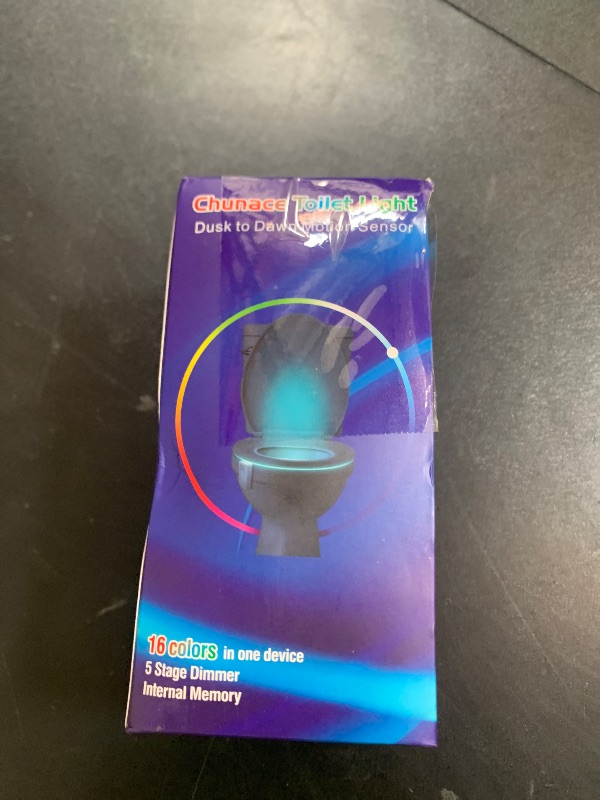 Chunace Toilet Light
Dusk to Dawn Motion Sensor
16 colors in one device
5 Stage Dimmer
Internal Memory